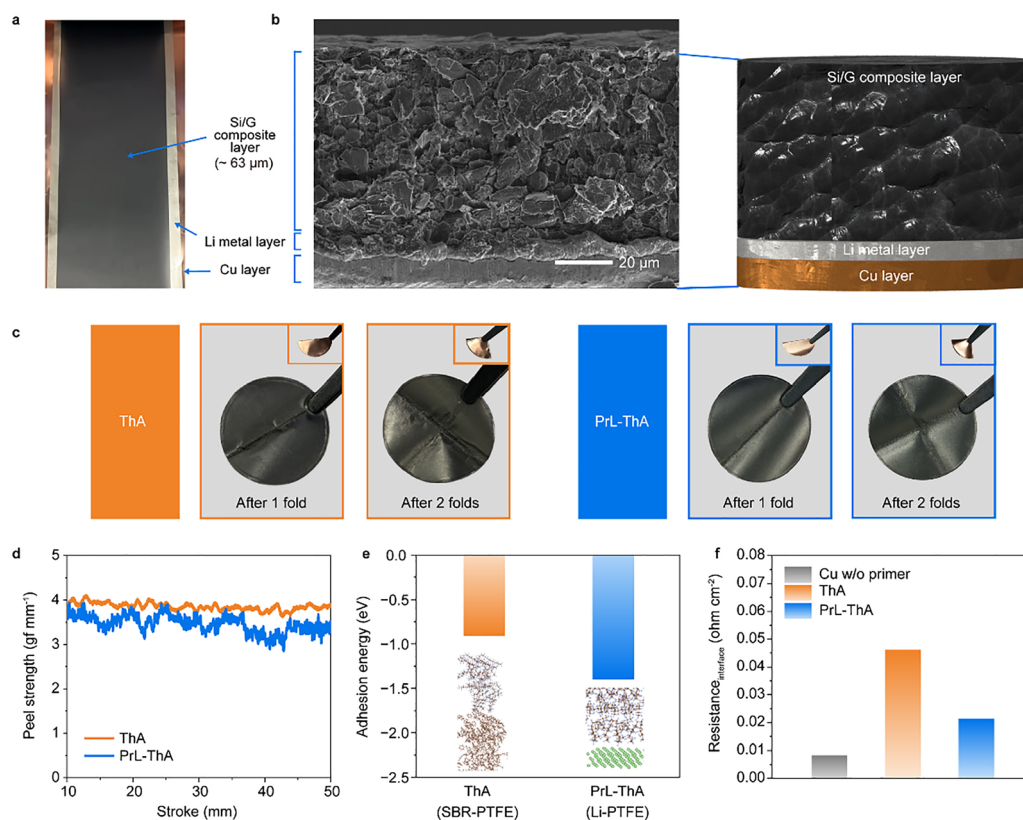 a
Si/G
composite
layer
(~ 63 μm)
Li metal layer
Cu layer
b
20 μm
Si/G composite layer
Li metal layer
Cu layer
c
ThA
After 1 fold
After 2 folds
PrL-ThA
After 1 fold
After 2 folds
d
Peel strength (gf mm⁻¹)
5
4
3
2
1
0
ThA
PrL-ThA
10
20
30
40
50
Stroke (mm)
e
Adhesion energy (eV)
0.0
−0.5
−1.0
−1.5
−2.0
−2.5
ThA
(SBR-PTFE)
PrL-ThA
(Li-PTFE)
f
Resistance_interface (ohm cm⁻²)
0.08
0.07
0.06
0.05
0.04
0.03
0.02
0.01
0.00
Cu w/o primer
ThA
PrL-ThA